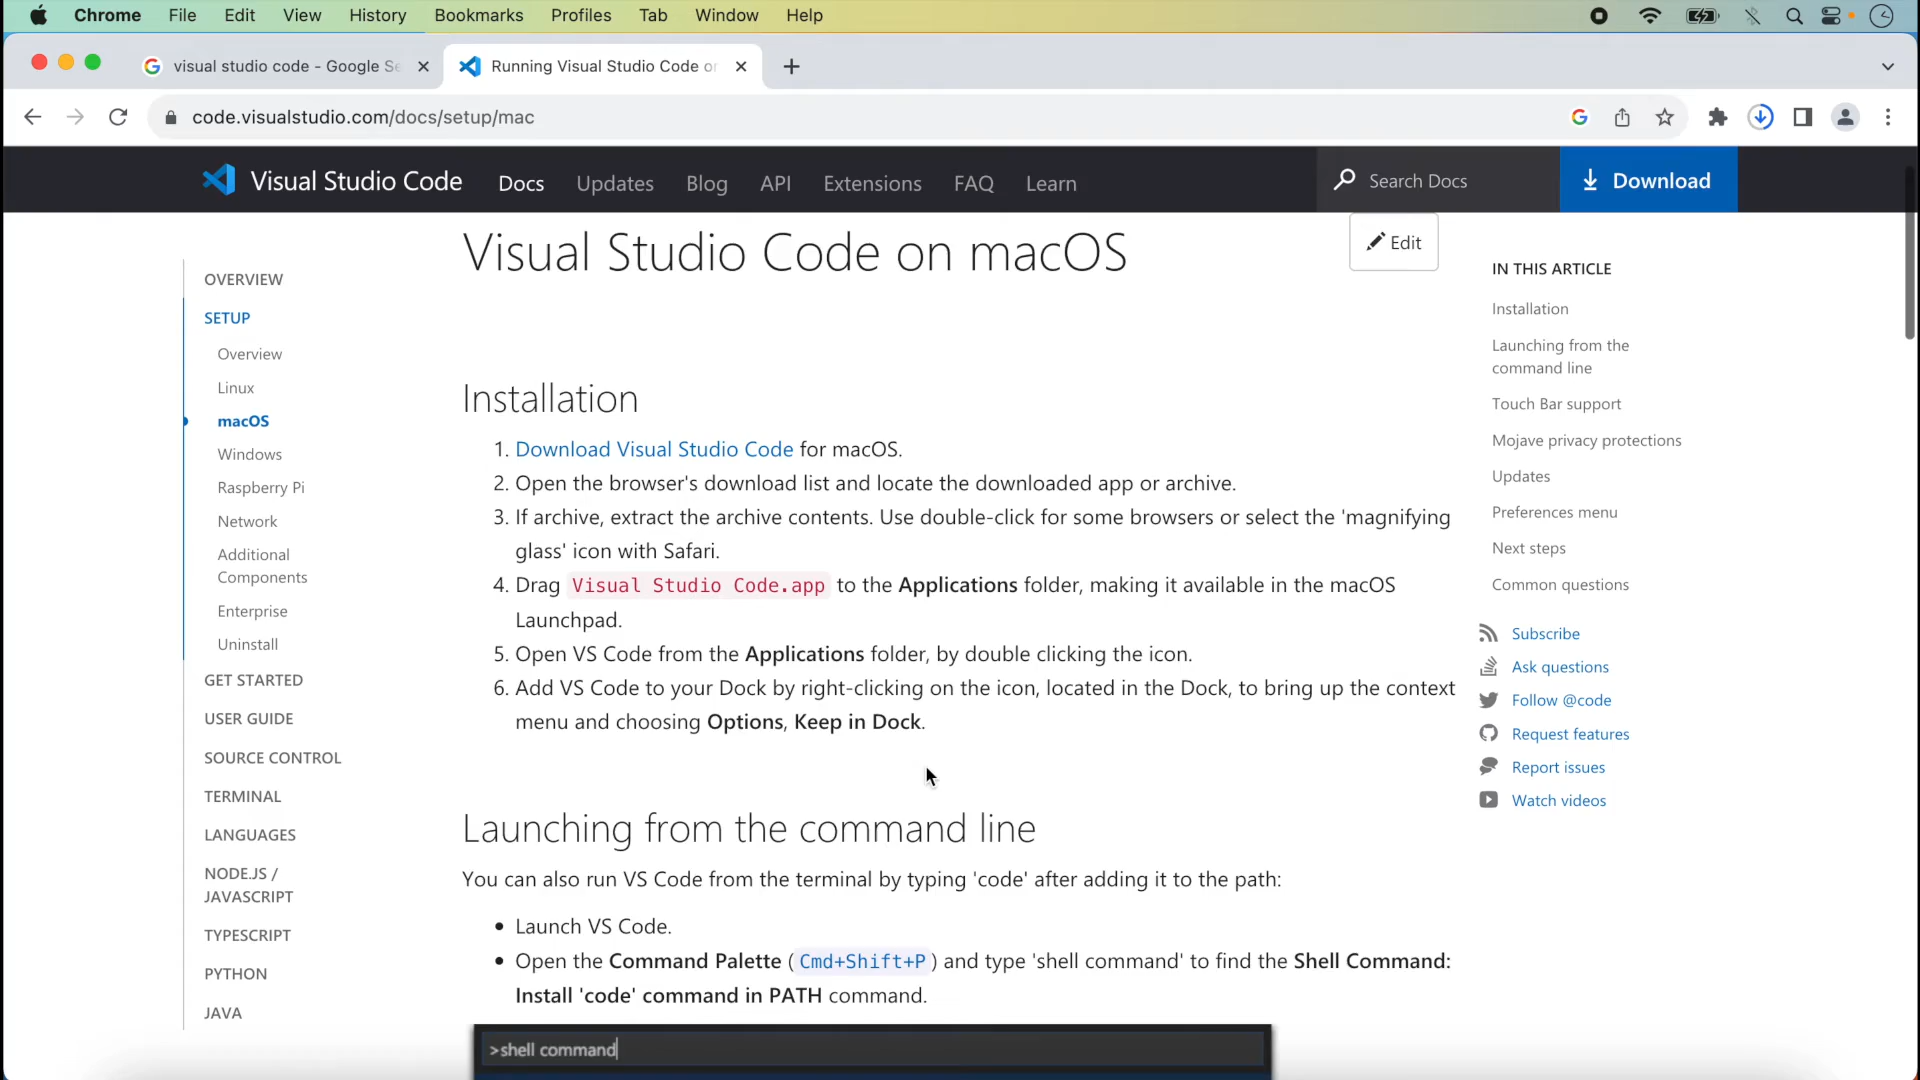 Chrome File Edit View History Bookmarks Profiles Tab Window Help
visual studio code - Google Se
Running Visual Studio Code on
code.visualstudio.com/docs/setup/mac
Visual Studio Code Docs Updates Blog API Extensions FAQ Learn
Search Docs
Download
OVERVIEW
SETUP
Overview
Linux
macOS
Windows
Raspberry Pi
Network
Additional
Components
Enterprise
Uninstall
GET STARTED
USER GUIDE
SOURCE CONTROL
TERMINAL
LANGUAGES
NODE.JS /
JAVASCRIPT
TYPESCRIPT
PYTHON
JAVA
Visual Studio Code on macOS
Edit
Installation
1. Download Visual Studio Code for macOS.
2. Open the browser's download list and locate the downloaded app or archive.
3. If archive, extract the archive contents. Use double-click for some browsers or select the 'magnifying
glass' icon with Safari.
4. Drag Visual Studio Code.app to the Applications folder, making it available in the macOS
Launchpad.
5. Open VS Code from the Applications folder, by double clicking the icon.
6. Add VS Code to your Dock by right-clicking on the icon, located in the Dock, to bring up the context
menu and choosing Options, Keep in Dock.
Launching from the command line
You can also run VS Code from the terminal by typing 'code' after adding it to the path:
• Launch VS Code.
• Open the Command Palette (Cmd+Shift+P) and type 'shell command' to find the Shell Command:
Install 'code' command in PATH command.
>shell command
IN THIS ARTICLE
Installation
Launching from the
command line
Touch Bar support
Mojave privacy protections
Updates
Preferences menu
Next steps
Common questions
Subscribe
Ask questions
Follow @code
Request features
Report issues
Watch videos